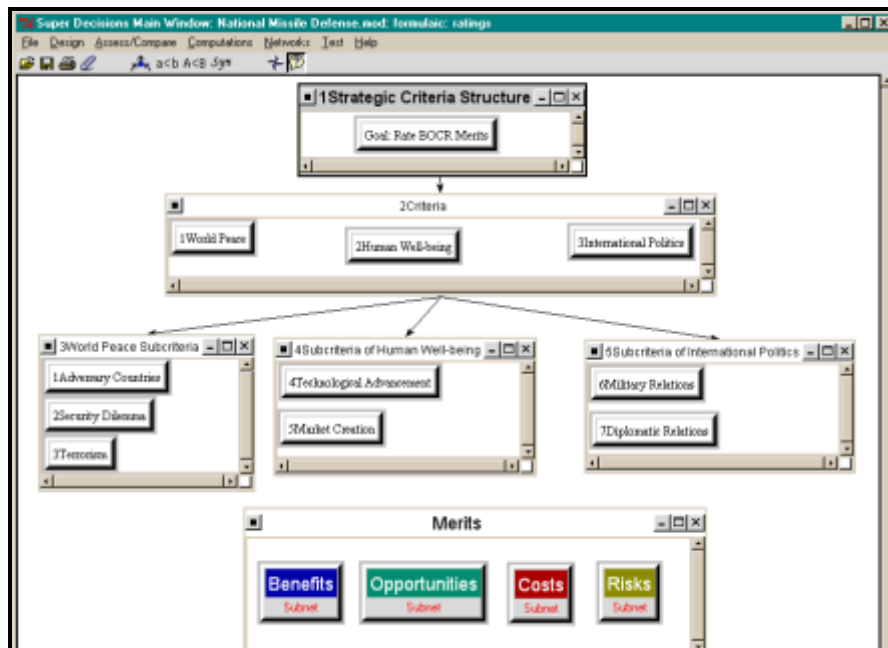 Super Decisions Main Window: National Missile Defense.mod: formulaic: ratings
File Design Assess/Compare Computations Networks Test Help
a<b A<B Syn
1Strategic Criteria Structure
Goal: Rate BOCR Merits
2Criteria
1World Peace
2Human Well-being
3International Politics
3World Peace Subcriteria
4Subcriteria of Human Well-being
5Subcriteria of International Politics
1Adversary Countries
4Technological Advancement
6Military Relations
2Security Dilemma
5Market Creation
7Diplomatic Relations
3Terrorism
Merits
Benefits Opportunities Costs Risks
Subnet Subnet Subnet Subnet